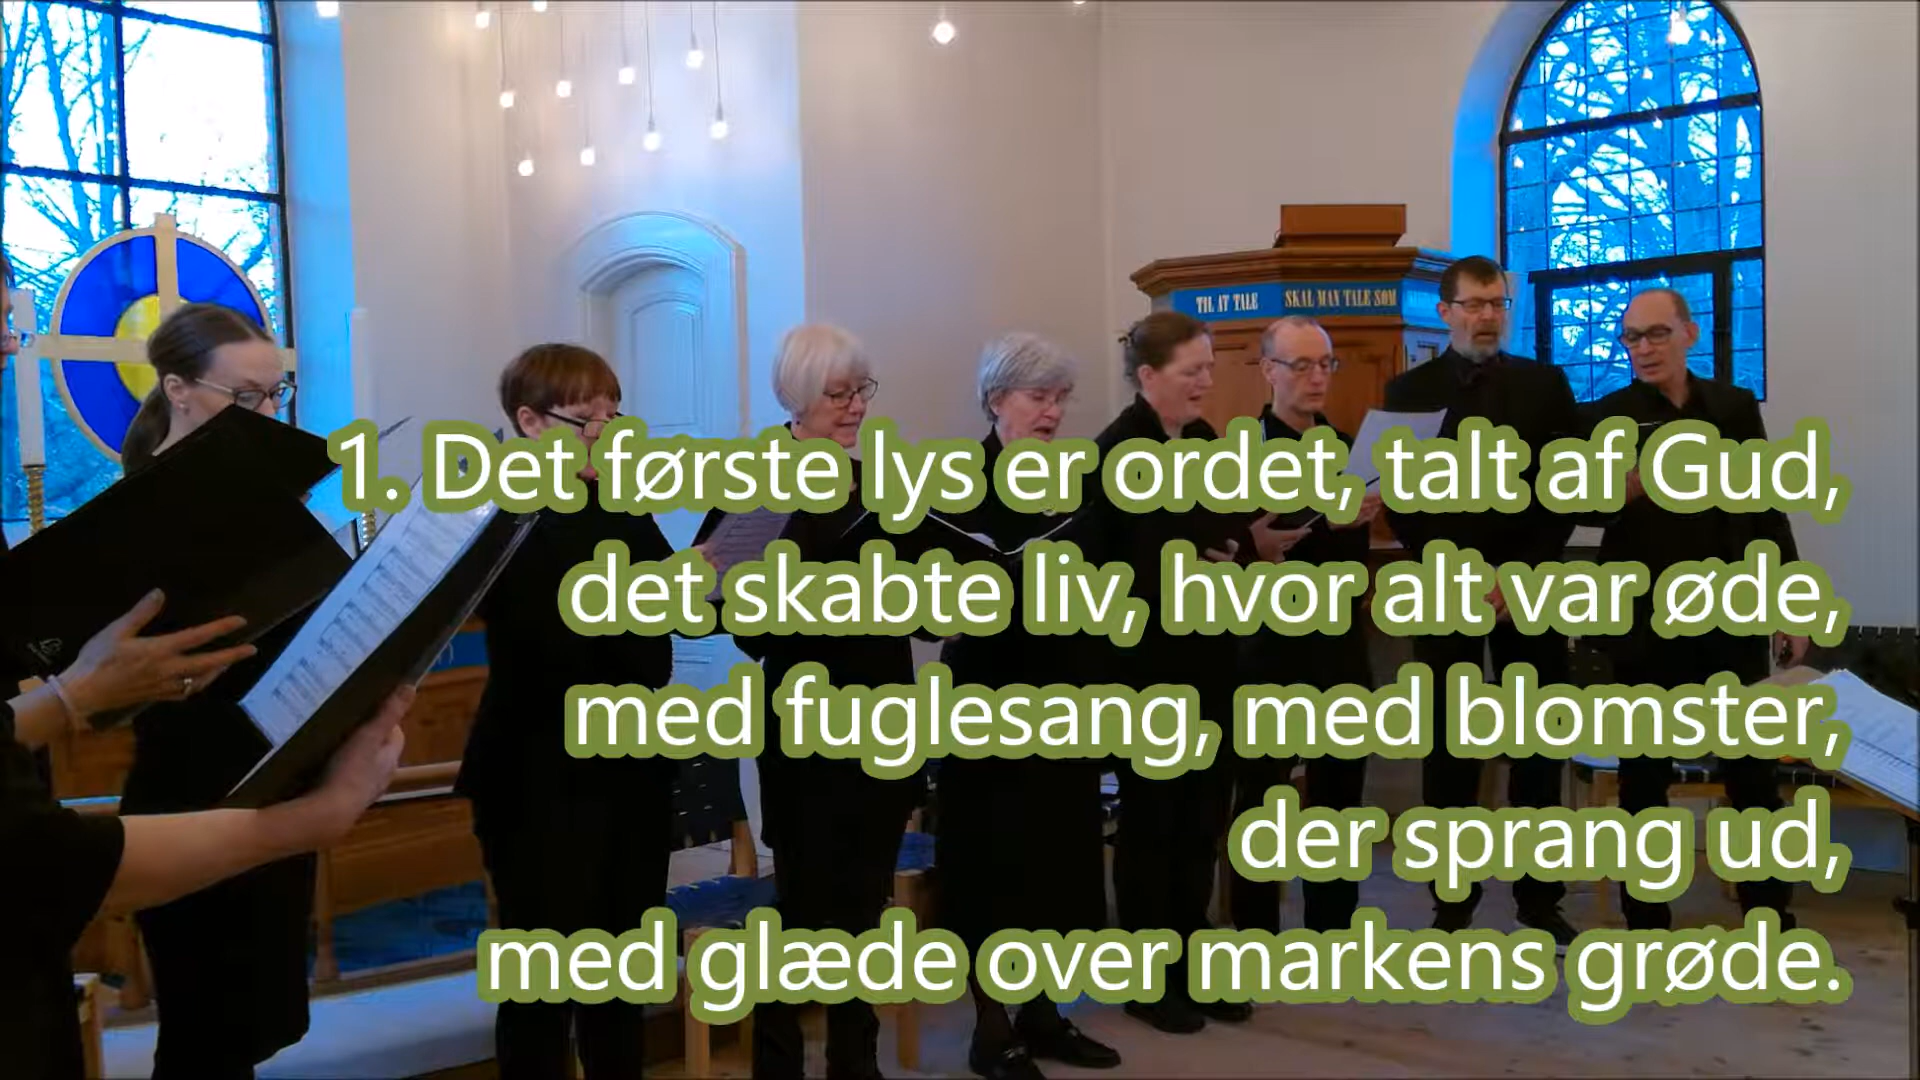 TIL AT TALE SKAL MAN TALE SOM
1. Det første lys er ordet, talt af Gud,
det skabte liv, hvor alt var øde,
med fuglesang, med blomster,
der sprang ud,
med glæde over markens grøde.